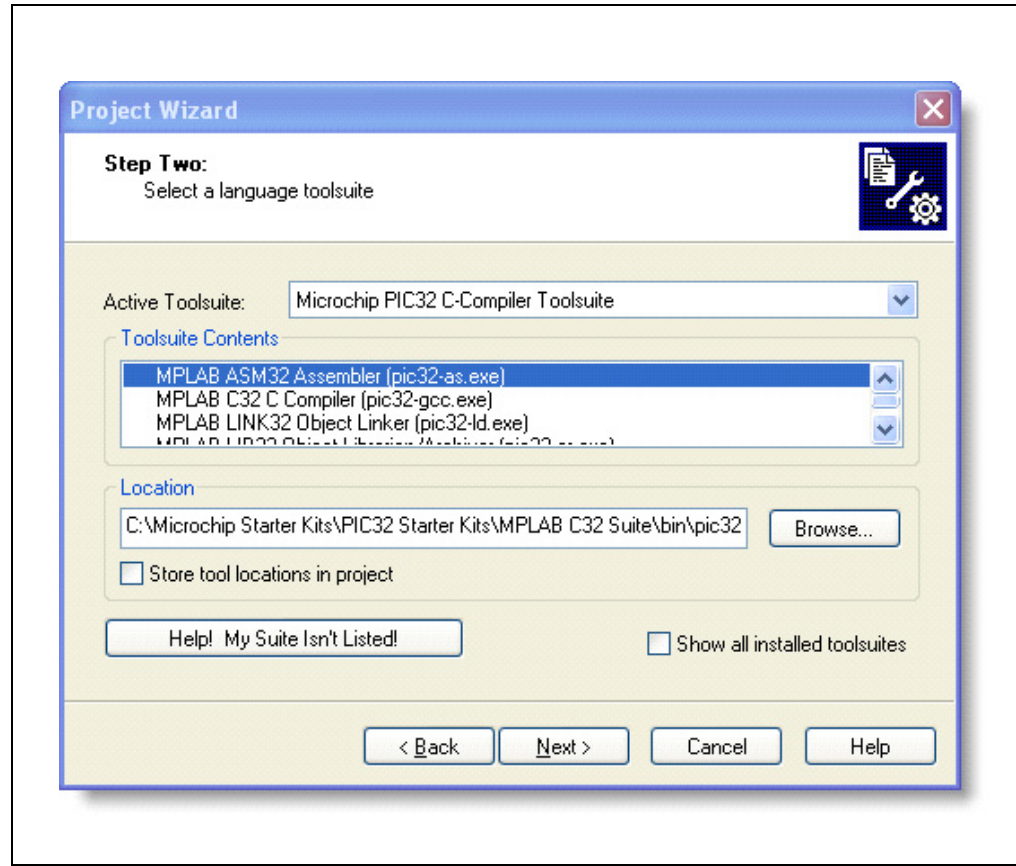 Project Wizard
Step Two:
Select a language toolsuite
Active Toolsuite: Microchip PIC32 C-Compiler Toolsuite
Toolsuite Contents
MPLAB ASM32 Assembler (pic32-as.exe)
MPLAB C32 C Compiler (pic32-gcc.exe)
MPLAB LINK32 Object Linker (pic32-ld.exe)
Location
C:\Microchip Starter Kits\PIC32 Starter Kits\MPLAB C32 Suite\bin\pic32
Browse...
Store tool locations in project
Help! My Suite Isn't Listed!
Show all installed toolsuites
< Back Next > Cancel Help